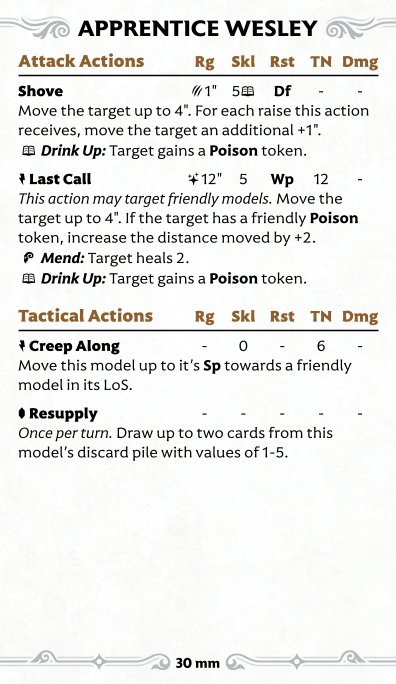 APPRENTICE WESLEY
Attack Actions Rg Skl Rst TN Dmg
Shove 1" 5 Df - -
Move the target up to 4". For each raise this action
receives, move the target an additional +1".
Drink Up: Target gains a Poison token.
Last Call 12" 5 Wp 12 -
This action may target friendly models. Move the
target up to 4". If the target has a friendly Poison
token, increase the distance moved by +2.
Mend: Target heals 2.
Drink Up: Target gains a Poison token.
Tactical Actions Rg Skl Rst TN Dmg
Creep Along - 0 - 6 -
Move this model up to it's Sp towards a friendly
model in its LoS.
Resupply - - - - -
Once per turn. Draw up to two cards from this
model's discard pile with values of 1-5.
30 mm